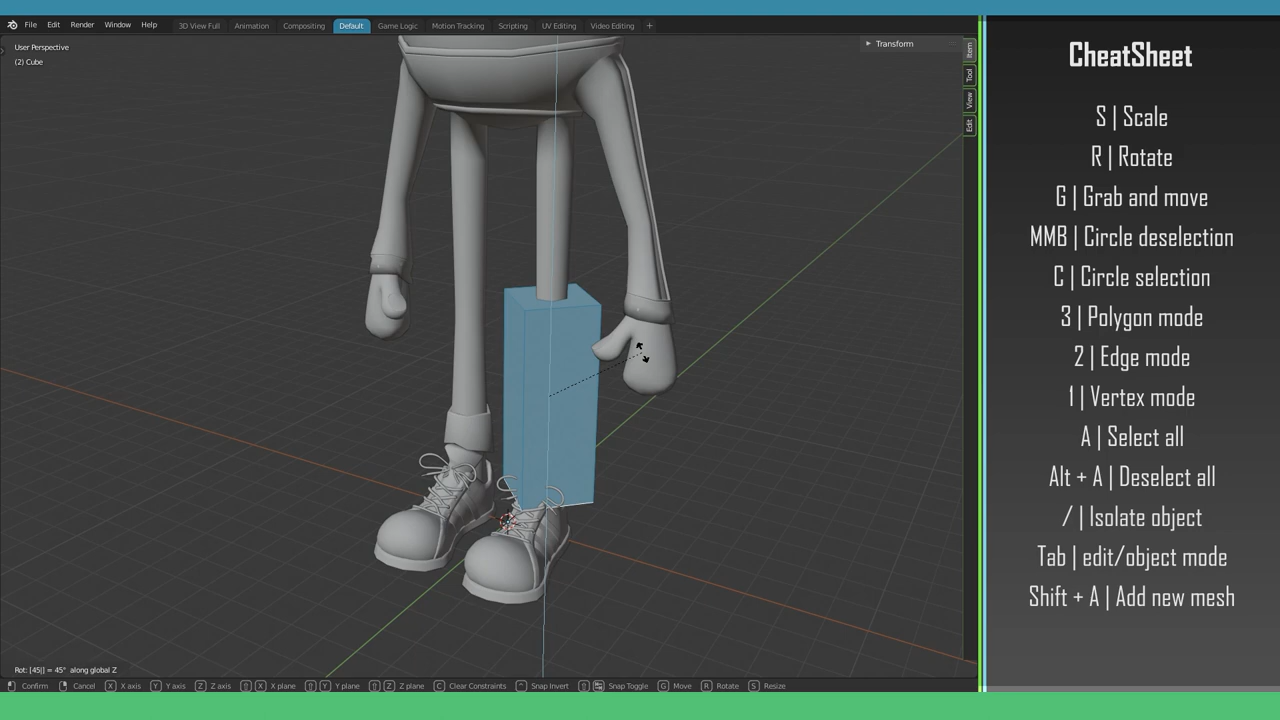 File Edit Render Window Help 3D View Full Animation Compositing Default Game Logic Motion Tracking Scripting UV Editing Video Editing +
User Perspective
(2) Cube
Transform
Item
Tool
View
Edit
Rot: [45|] = 45° along global Z
Confirm Cancel X X axis Y Y axis Z Z axis X X plane Y Y plane Z Z plane C Clear Constraints Snap Invert Snap Toggle G Move R Rotate S Resize
CheatSheet
S | Scale
R | Rotate
G | Grab and move
MMB | Circle deselection
C | Circle selection
3 | Polygon mode
2 | Edge mode
1 | Vertex mode
A | Select all
Alt + A | Deselect all
/ | Isolate object
Tab | edit/object mode
Shift + A | Add new mesh